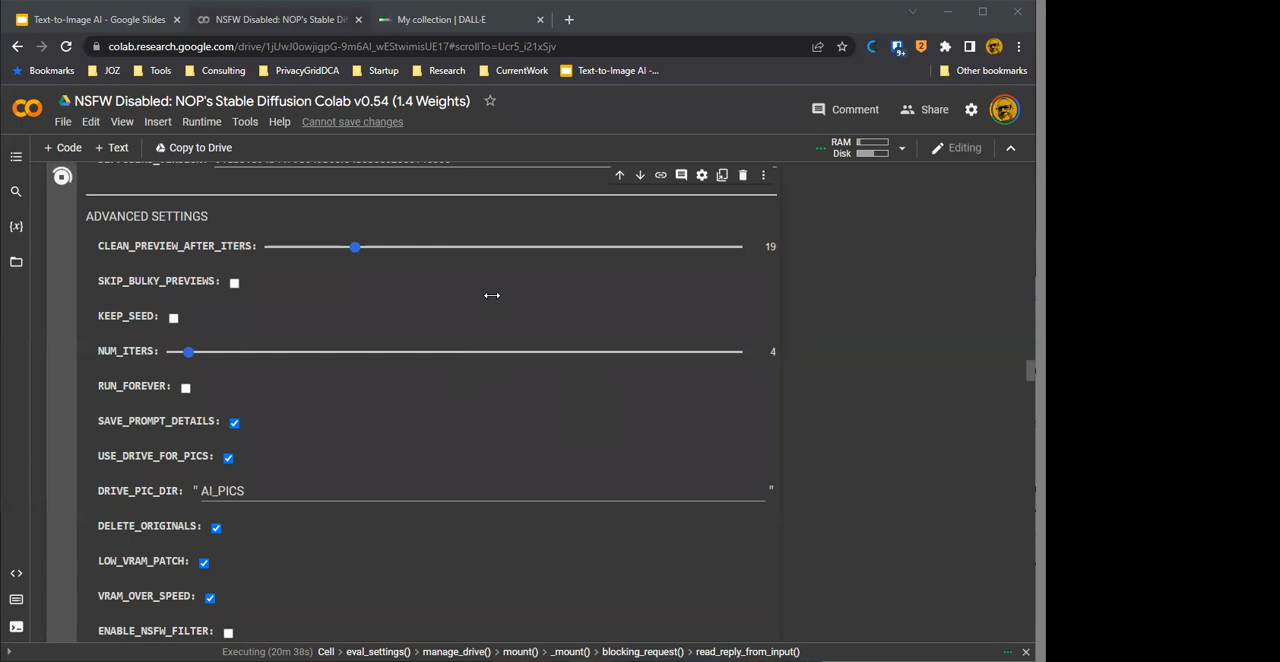 Text-to-Image AI - Google Slides
NSFW Disabled: NOP's Stable Dif
My collection | DALL·E
colab.research.google.com/drive/1jUwJ0owjigpG-9m6AI_wEStwimisUE17#scrollTo=Ucr5_i21xSjv
9+
2
Bookmarks
JOZ
Tools
Consulting
PrivacyGridDCA
Startup
Research
CurrentWork
Text-to-Image AI -...
Other bookmarks
NSFW Disabled: NOP's Stable Diffusion Colab v0.54 (1.4 Weights)
Comment
Share
File Edit View Insert Runtime Tools Help Cannot save changes
+ Code + Text Copy to Drive
RAM
Disk
Editing
ADVANCED SETTINGS
CLEAN_PREVIEW_AFTER_ITERS: 19
SKIP_BULKY_PREVIEWS:
KEEP_SEED:
NUM_ITERS: 4
RUN_FOREVER:
SAVE_PROMPT_DETAILS:
USE_DRIVE_FOR_PICS:
DRIVE_PIC_DIR: " AI_PICS "
DELETE_ORIGINALS:
LOW_VRAM_PATCH:
VRAM_OVER_SPEED:
ENABLE_NSFW_FILTER:
Executing (20m 38s) Cell > eval_settings() > manage_drive() > mount() > _mount() > blocking_request() > read_reply_from_input()